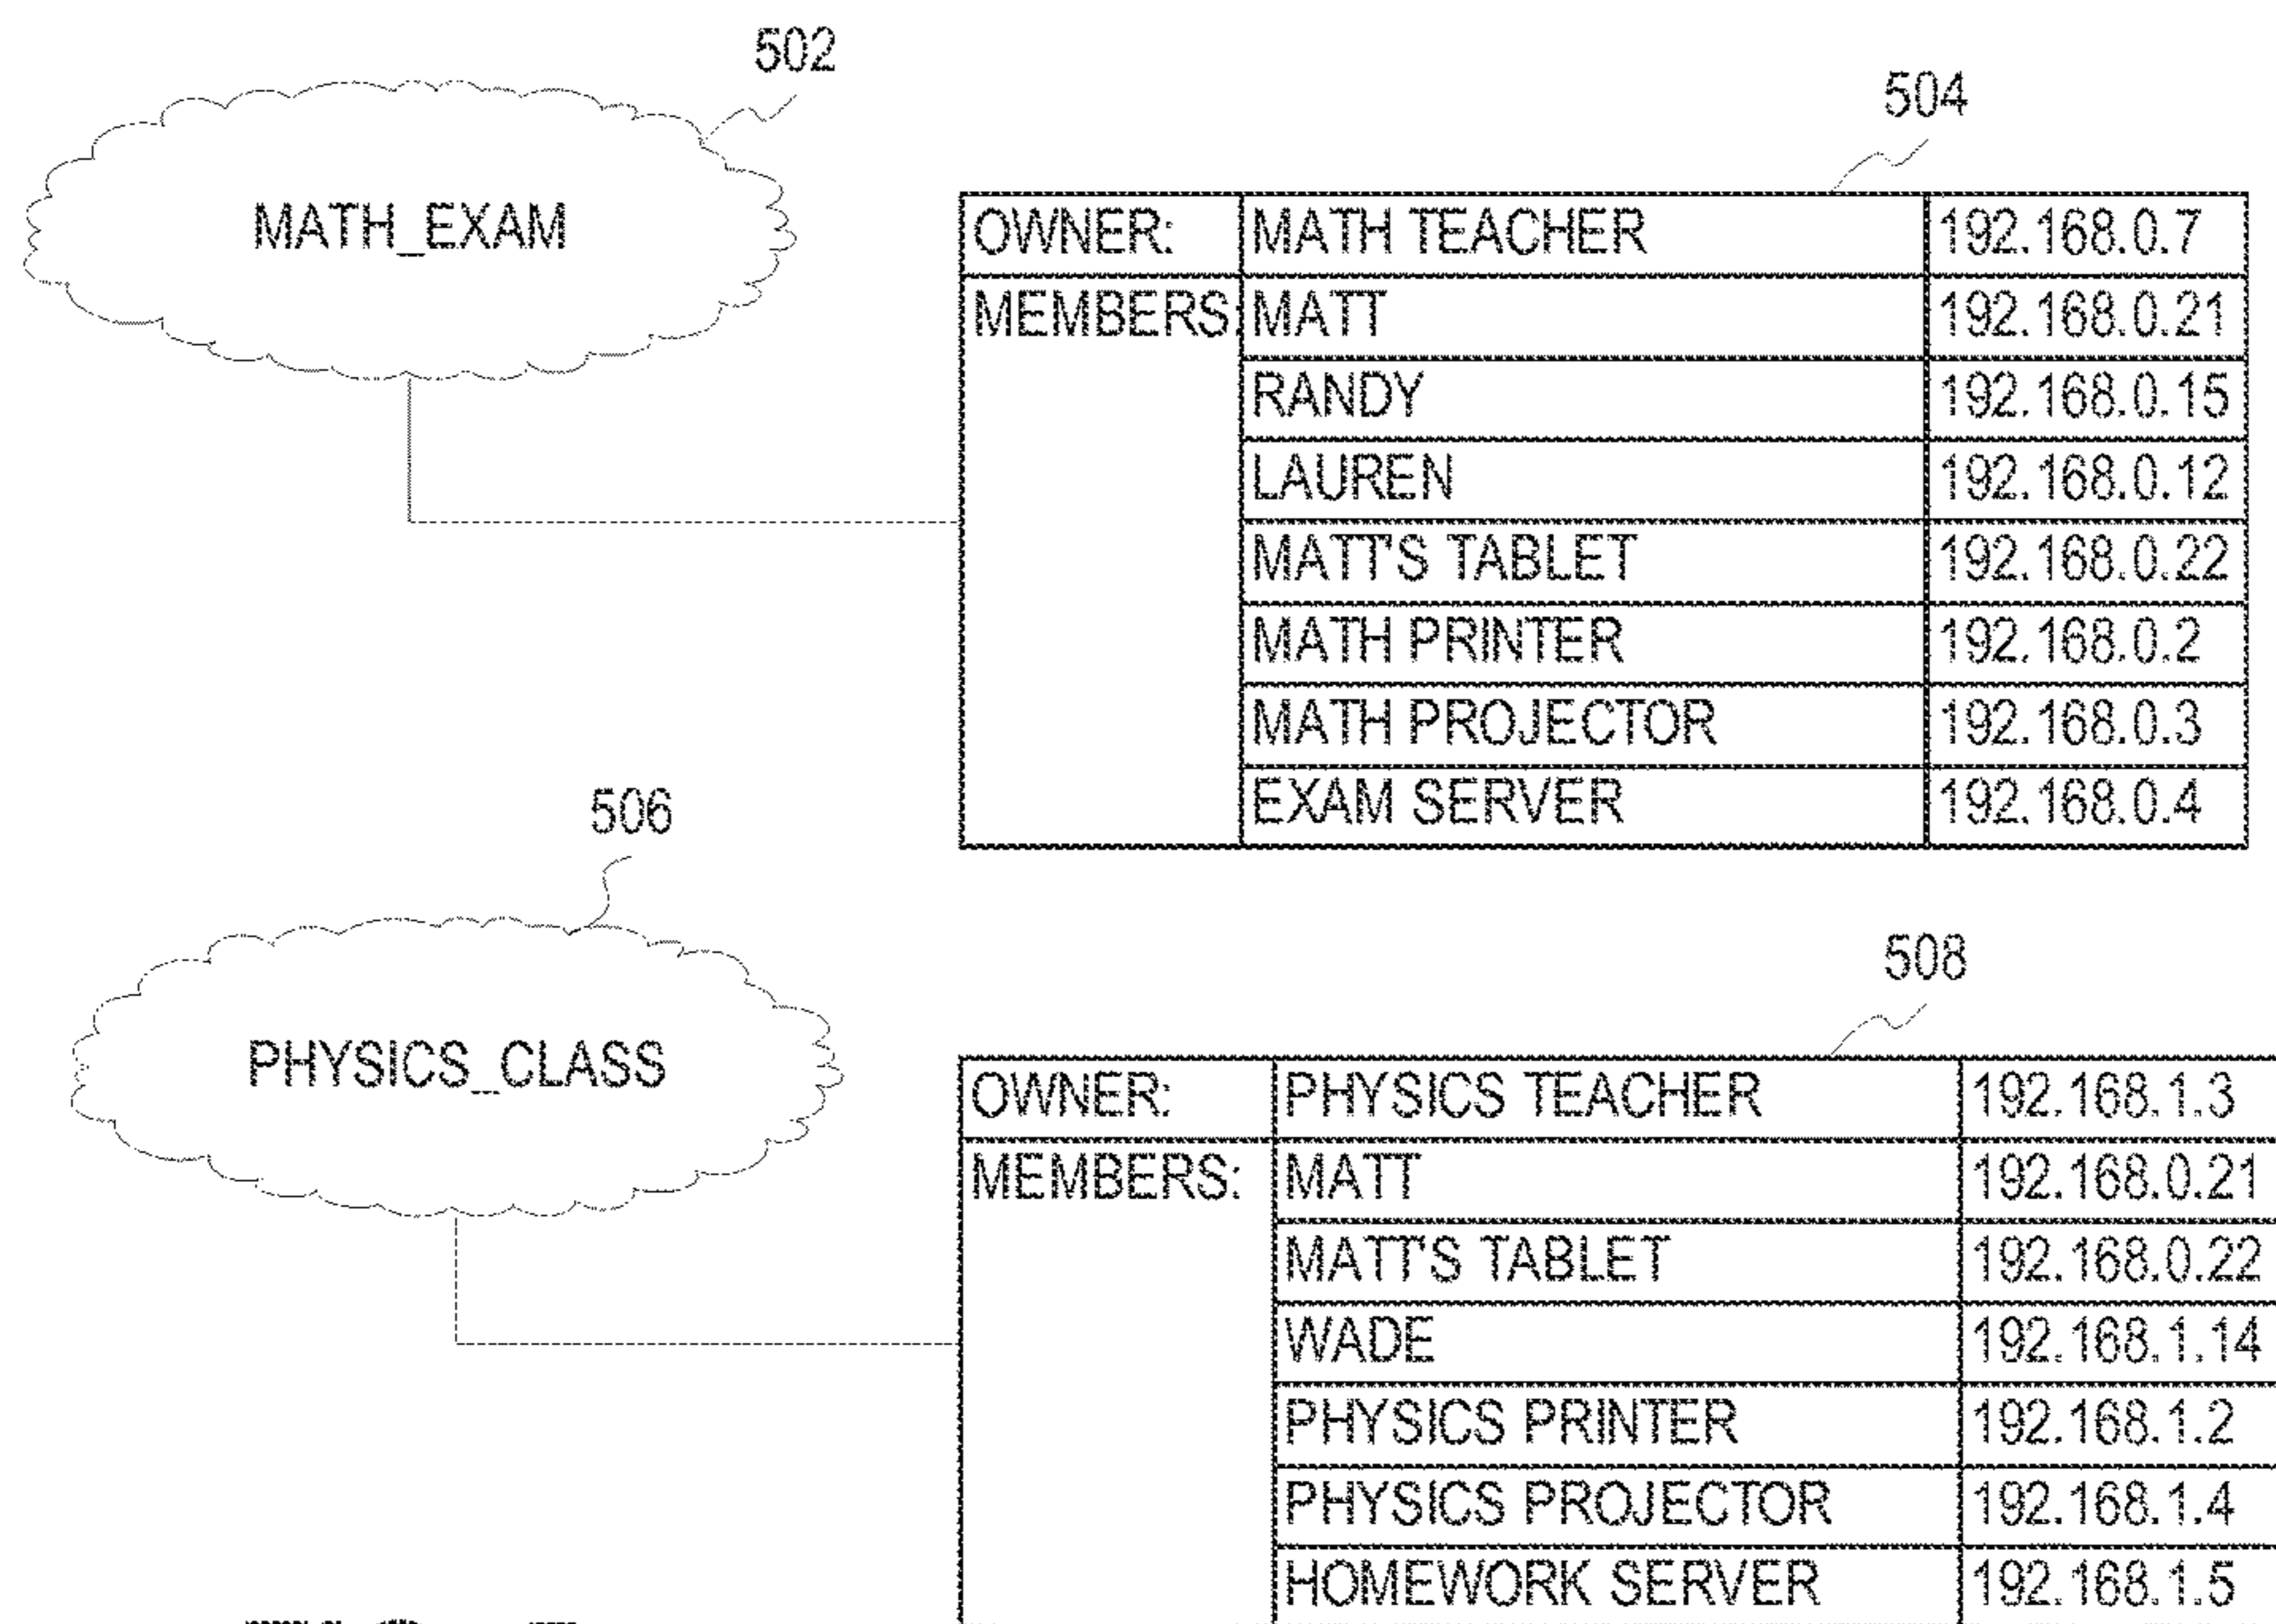 502
MATH_EXAM
504
OWNER: MATH TEACHER 192.168.0.7
MEMBERS: MATT 192.168.0.21
RANDY 192.168.0.15
LAUREN 192.168.0.12
MATT'S TABLET 192.168.0.22
MATH PRINTER 192.168.0.2
MATH PROJECTOR 192.168.0.3
EXAM SERVER 192.168.0.4
506
PHYSICS_CLASS
508
OWNER: PHYSICS TEACHER 192.168.1.3
MEMBERS: MATT 192.168.0.21
MATT'S TABLET 192.168.0.22
WADE 192.168.1.14
PHYSICS PRINTER 192.168.1.2
PHYSICS PROJECTOR 192.168.1.4
HOMEWORK SERVER 192.168.1.5